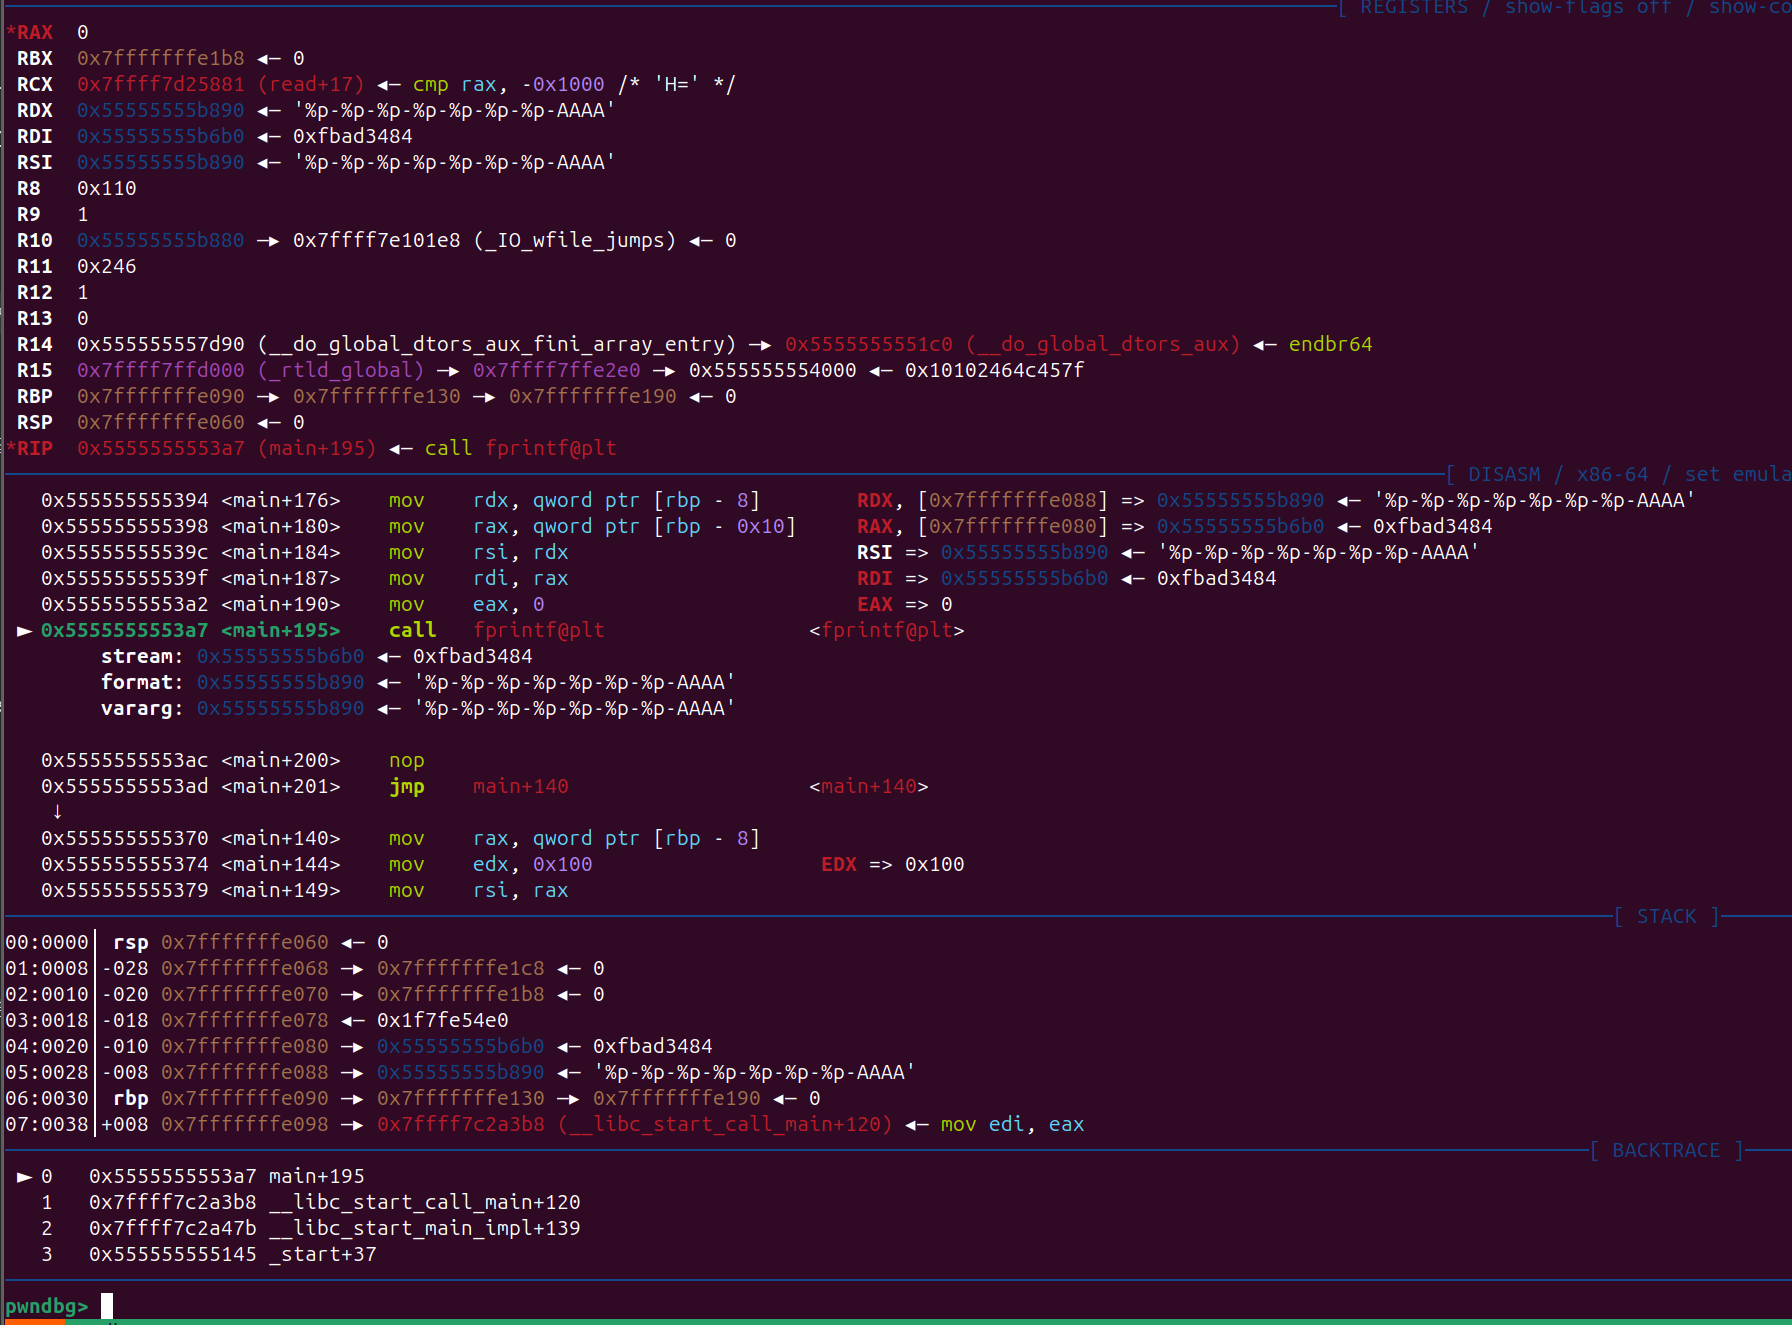 [ REGISTERS / show-flags off / show-co
*RAX  0
 RBX  0x7fffffffe1b8 ◂— 0
 RCX  0x7ffff7d25881 (read+17) ◂— cmp rax, -0x1000 /* 'H=' */
 RDX  0x55555555b890 ◂— '%p-%p-%p-%p-%p-%p-%p-AAAA'
 RDI  0x55555555b6b0 ◂— 0xfbad3484
 RSI  0x55555555b890 ◂— '%p-%p-%p-%p-%p-%p-%p-AAAA'
 R8   0x110
 R9   1
 R10  0x55555555b880 —▸ 0x7ffff7e101e8 (_IO_wfile_jumps) ◂— 0
 R11  0x246
 R12  1
 R13  0
 R14  0x555555557d90 (__do_global_dtors_aux_fini_array_entry) —▸ 0x5555555551c0 (__do_global_dtors_aux) ◂— endbr64
 R15  0x7ffff7ffd000 (_rtld_global) —▸ 0x7ffff7ffe2e0 —▸ 0x555555554000 ◂— 0x10102464c457f
 RBP  0x7fffffffe090 —▸ 0x7fffffffe130 —▸ 0x7fffffffe190 ◂— 0
 RSP  0x7fffffffe060 ◂— 0
*RIP  0x5555555553a7 (main+195) ◂— call fprintf@plt
[ DISASM / x86-64 / set emula
   0x555555555394 <main+176>    mov    rdx, qword ptr [rbp - 8]        RDX, [0x7fffffffe088] => 0x55555555b890 ◂— '%p-%p-%p-%p-%p-%p-%p-AAAA'
   0x555555555398 <main+180>    mov    rax, qword ptr [rbp - 0x10]     RAX, [0x7fffffffe080] => 0x55555555b6b0 ◂— 0xfbad3484
   0x55555555539c <main+184>    mov    rsi, rdx                        RSI => 0x55555555b890 ◂— '%p-%p-%p-%p-%p-%p-%p-AAAA'
   0x55555555539f <main+187>    mov    rdi, rax                        RDI => 0x55555555b6b0 ◂— 0xfbad3484
   0x5555555553a2 <main+190>    mov    eax, 0                          EAX => 0
 ► 0x5555555553a7 <main+195>    call   fprintf@plt                 <fprintf@plt>
        stream: 0x55555555b6b0 ◂— 0xfbad3484
        format: 0x55555555b890 ◂— '%p-%p-%p-%p-%p-%p-%p-AAAA'
        vararg: 0x55555555b890 ◂— '%p-%p-%p-%p-%p-%p-%p-AAAA'
   0x5555555553ac <main+200>    nop
   0x5555555553ad <main+201>    jmp    main+140                    <main+140>
    ↓
   0x555555555370 <main+140>    mov    rax, qword ptr [rbp - 8]
   0x555555555374 <main+144>    mov    edx, 0x100                   EDX => 0x100
   0x555555555379 <main+149>    mov    rsi, rax
[ STACK ]
00:0000│ rsp 0x7fffffffe060 ◂— 0
01:0008│-028 0x7fffffffe068 —▸ 0x7fffffffe1c8 ◂— 0
02:0010│-020 0x7fffffffe070 —▸ 0x7fffffffe1b8 ◂— 0
03:0018│-018 0x7fffffffe078 ◂— 0x1f7fe54e0
04:0020│-010 0x7fffffffe080 —▸ 0x55555555b6b0 ◂— 0xfbad3484
05:0028│-008 0x7fffffffe088 —▸ 0x55555555b890 ◂— '%p-%p-%p-%p-%p-%p-%p-AAAA'
06:0030│ rbp 0x7fffffffe090 —▸ 0x7fffffffe130 —▸ 0x7fffffffe190 ◂— 0
07:0038│+008 0x7fffffffe098 —▸ 0x7ffff7c2a3b8 (__libc_start_call_main+120) ◂— mov edi, eax
[ BACKTRACE ]
 ► 0   0x5555555553a7 main+195
   1   0x7ffff7c2a3b8 __libc_start_call_main+120
   2   0x7ffff7c2a47b __libc_start_main_impl+139
   3   0x555555555145 _start+37
pwndbg>